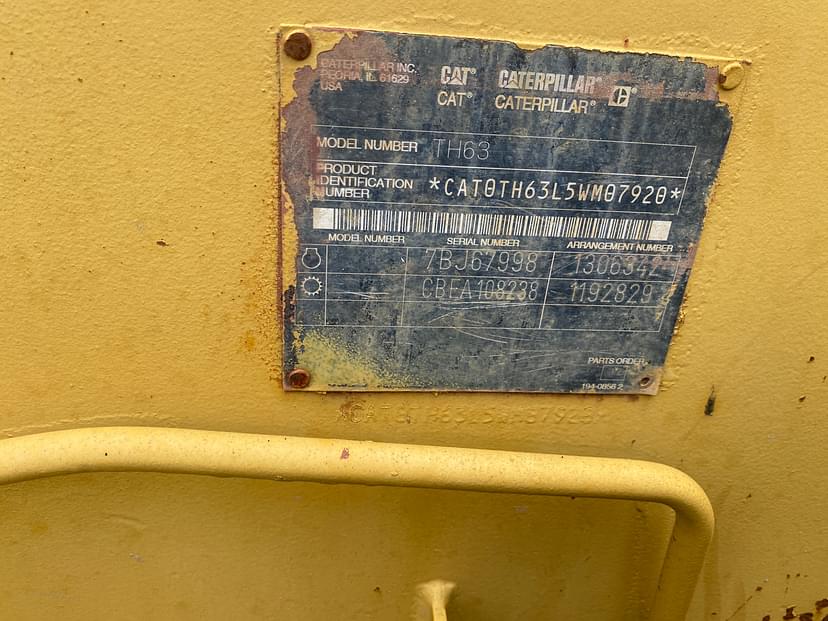 CATERPILLAR INC.
PEORIA, IL 61629
USA
CAT® CATERPILLAR®
CAT® CATERPILLAR® C
MODEL NUMBER TH63
PRODUCT
IDENTIFICATION
NUMBER
*CAT0TH63L5WM07920*
MODEL NUMBER SERIAL NUMBER ARRANGEMENT NUMBER
7BJ67998 1306342
CBEA108238 1192829
PARTS ORDER
194-0856 2